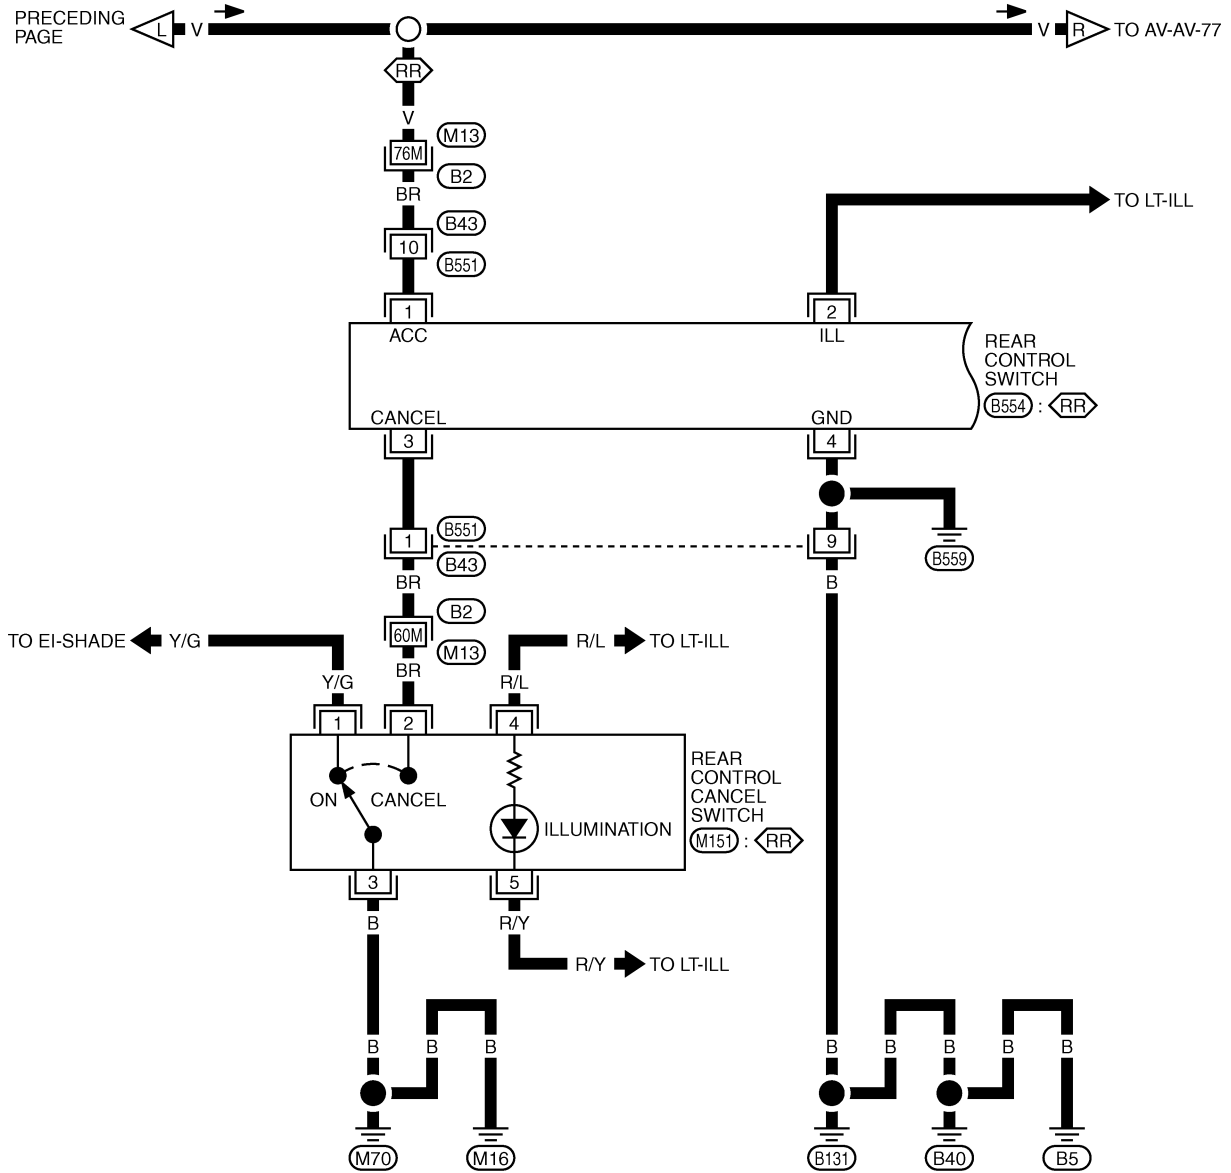 PRECEDING
PAGE
L
V
V
R
TO AV-AV-77
RR
V
M13
76M
B2
BR
B43
10
B551
TO LT-ILL
1
2
ACC
ILL
REAR
CONTROL
SWITCH
B554 : RR
CANCEL
GND
3
4
B551
1
9
B43
B559
BR
B
B2
60M
M13
BR
TO EI-SHADE
Y/G
R/L
TO LT-ILL
Y/G
R/L
1
2
4
ON
CANCEL
ILLUMINATION
REAR
CONTROL
CANCEL
SWITCH
M151 : RR
3
5
B
R/Y
R/Y
TO LT-ILL
B
B
B
B
B
B
B
B
M70
M16
B131
B40
B5